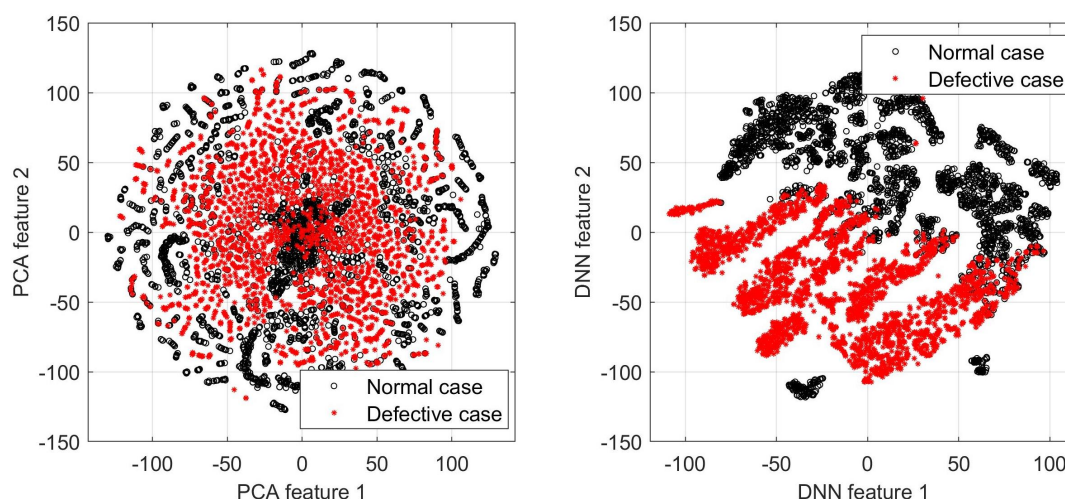 150
100
50
0
-50
-100
-150
PCA feature 2
-100 -50 0 50 100
PCA feature 1
Normal case
Defective case
150
100
50
0
-50
-100
-150
DNN feature 2
-100 -50 0 50 100
DNN feature 1
Normal case
Defective case